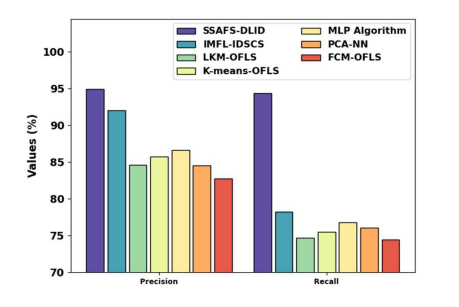 SSAFS-DLID
IMFL-IDSCS
LKM-OFLS
K-means-OFLS
MLP Algorithm
PCA-NN
FCM-OFLS
100
95
90
85
80
75
70
Values (%)
Precision
Recall